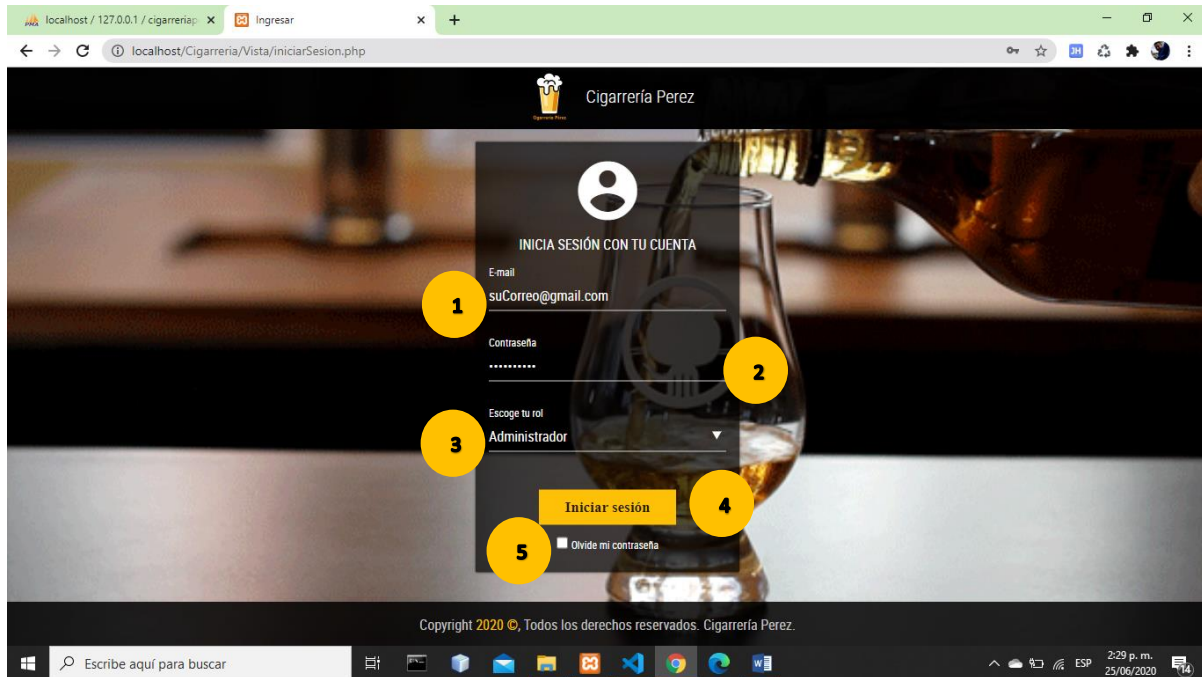 localhost / 127.0.0.1 / cigarreriap
Ingresar
localhost/Cigarreria/Vista/iniciarSesion.php
JH
Cigarrería Perez
Cigarrería Perez
INICIA SESIÓN CON TU CUENTA
E-mail
1
suCorreo@gmail.com
Contraseña
••••••••••
2
Escoge tu rol
3
Administrador
Iniciar sesión
4
5
Olvide mi contraseña
Copyright 2020 ©, Todos los derechos reservados. Cigarrería Perez.
Escribe aquí para buscar
ESP
2:29 p. m.
25/06/2020
14